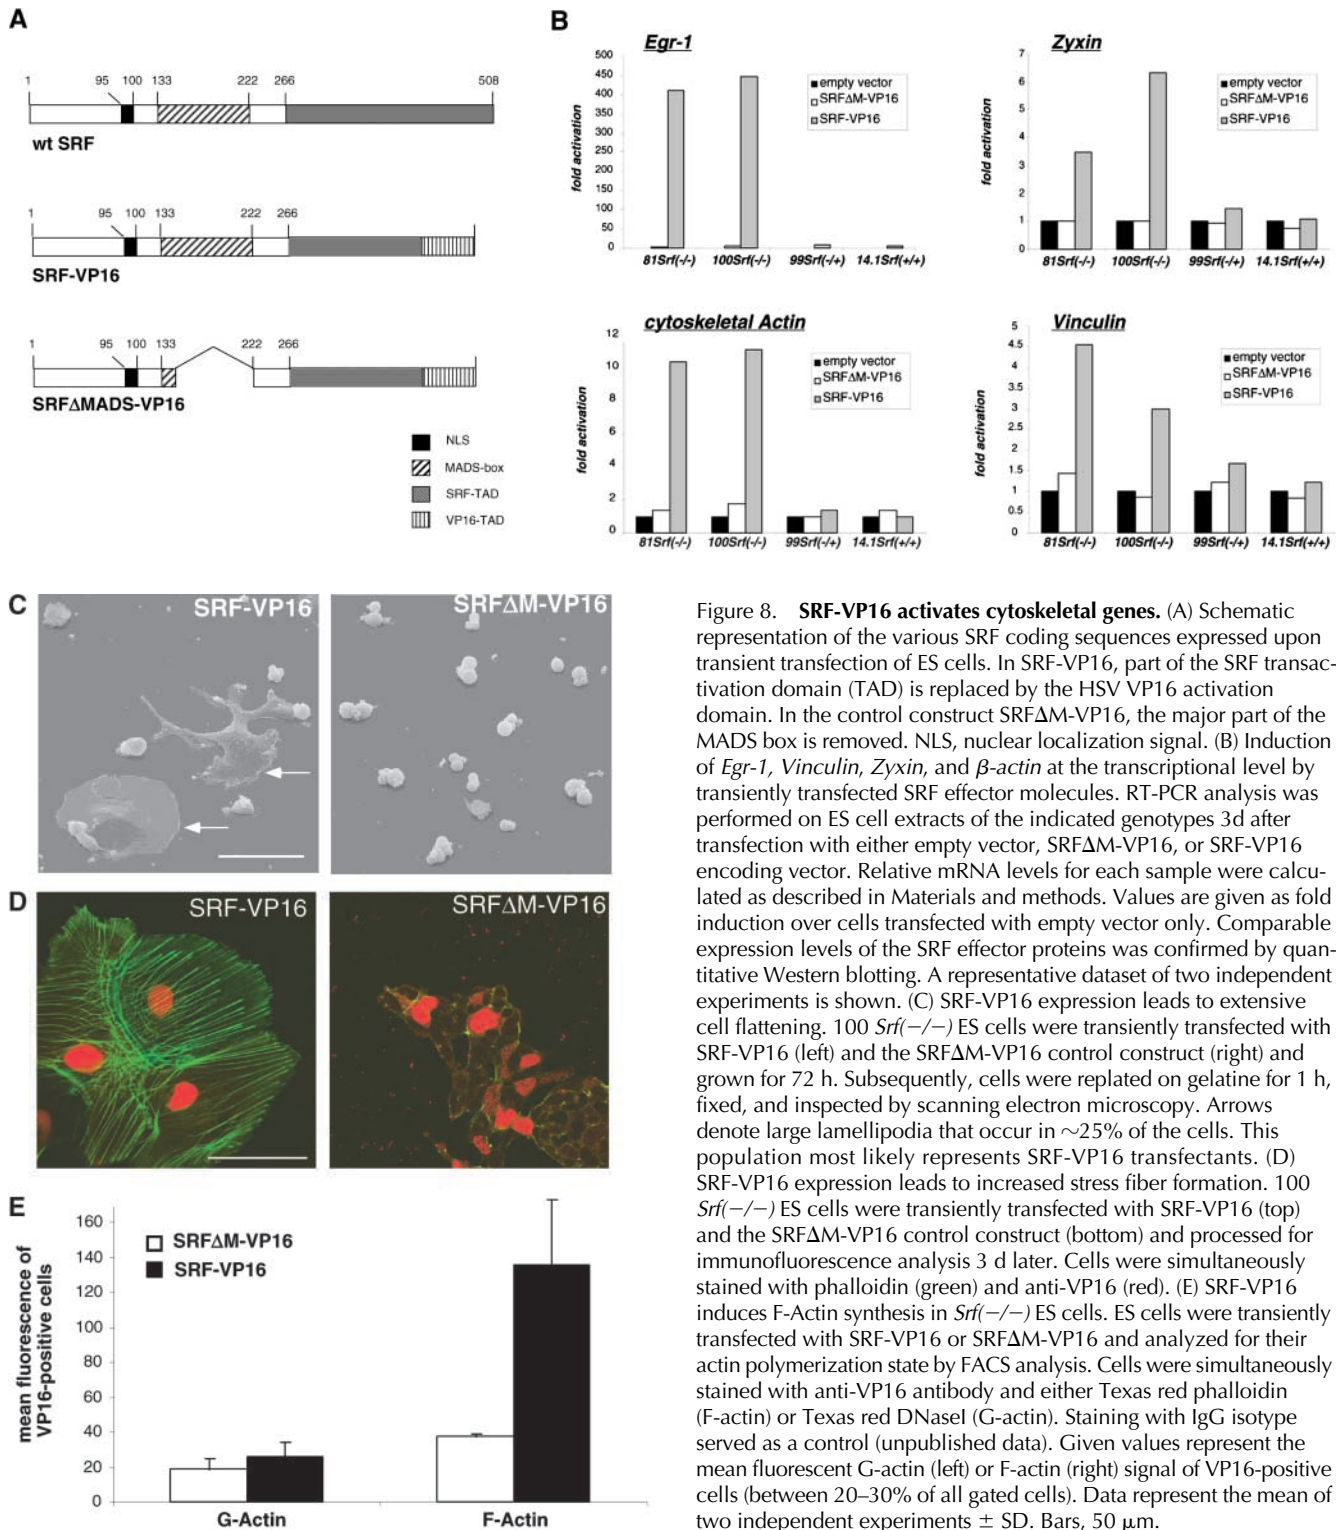 A
1 95 100 133 222 266 508
wt SRF
1 95 100 133 222 266
SRF-VP16
1 95 100 133 222 266
SRFΔMADS-VP16
NLS
MADS-box
SRF-TAD
VP16-TAD
B
Egr-1
fold activation
500
450
400
350
300
250
200
150
100
50
0
empty vector
SRFΔM-VP16
SRF-VP16
81Srf(-/-) 100Srf(-/-) 99Srf(-/+) 14.1Srf(+/+)
Zyxin
fold activation
7
6
5
4
3
2
1
0
empty vector
SRFΔM-VP16
SRF-VP16
81Srf(-/-) 100Srf(-/-) 99Srf(-/+) 14.1Srf(+/+)
cytoskeletal Actin
fold activation
12
10
8
6
4
2
0
empty vector
SRFΔM-VP16
SRF-VP16
81Srf(-/-) 100Srf(-/-) 99Srf(-/+) 14.1Srf(+/+)
Vinculin
fold activation
5
4.5
4
3.5
3
2.5
2
1.5
1
0.5
0
empty vector
SRFΔM-VP16
SRF-VP16
81Srf(-/-) 100Srf(-/-) 99Srf(-/+) 14.1Srf(+/+)
C
SRF-VP16
SRFΔM-VP16
D
SRF-VP16
SRFΔM-VP16
E
mean fluorescence of
VP16-positive cells
160
140
120
100
80
60
40
20
0
SRFΔM-VP16
SRF-VP16
G-Actin
F-Actin
Figure 8. SRF-VP16 activates cytoskeletal genes. (A) Schematic
representation of the various SRF coding sequences expressed upon
transient transfection of ES cells. In SRF-VP16, part of the SRF transac-
tivation domain (TAD) is replaced by the HSV VP16 activation
domain. In the control construct SRFΔM-VP16, the major part of the
MADS box is removed. NLS, nuclear localization signal. (B) Induction
of Egr-1, Vinculin, Zyxin, and β-actin at the transcriptional level by
transiently transfected SRF effector molecules. RT-PCR analysis was
performed on ES cell extracts of the indicated genotypes 3d after
transfection with either empty vector, SRFΔM-VP16, or SRF-VP16
encoding vector. Relative mRNA levels for each sample were calcu-
lated as described in Materials and methods. Values are given as fold
induction over cells transfected with empty vector only. Comparable
expression levels of the SRF effector proteins was confirmed by quan-
titative Western blotting. A representative dataset of two independent
experiments is shown. (C) SRF-VP16 expression leads to extensive
cell flattening. 100 Srf(−/−) ES cells were transiently transfected with
SRF-VP16 (left) and the SRFΔM-VP16 control construct (right) and
grown for 72 h. Subsequently, cells were replated on gelatine for 1 h,
fixed, and inspected by scanning electron microscopy. Arrows
denote large lamellipodia that occur in ~25% of the cells. This
population most likely represents SRF-VP16 transfectants. (D)
SRF-VP16 expression leads to increased stress fiber formation. 100
Srf(−/−) ES cells were transiently transfected with SRF-VP16 (top)
and the SRFΔM-VP16 control construct (bottom) and processed for
immunofluorescence analysis 3 d later. Cells were simultaneously
stained with phalloidin (green) and anti-VP16 (red). (E) SRF-VP16
induces F-Actin synthesis in Srf(−/−) ES cells. ES cells were transiently
transfected with SRF-VP16 or SRFΔM-VP16 and analyzed for their
actin polymerization state by FACS analysis. Cells were simultaneously
stained with anti-VP16 antibody and either Texas red phalloidin
(F-actin) or Texas red DNaseI (G-actin). Staining with IgG isotype
served as a control (unpublished data). Given values represent the
mean fluorescent G-actin (left) or F-actin (right) signal of VP16-positive
cells (between 20–30% of all gated cells). Data represent the mean of
two independent experiments ± SD. Bars, 50 μm.